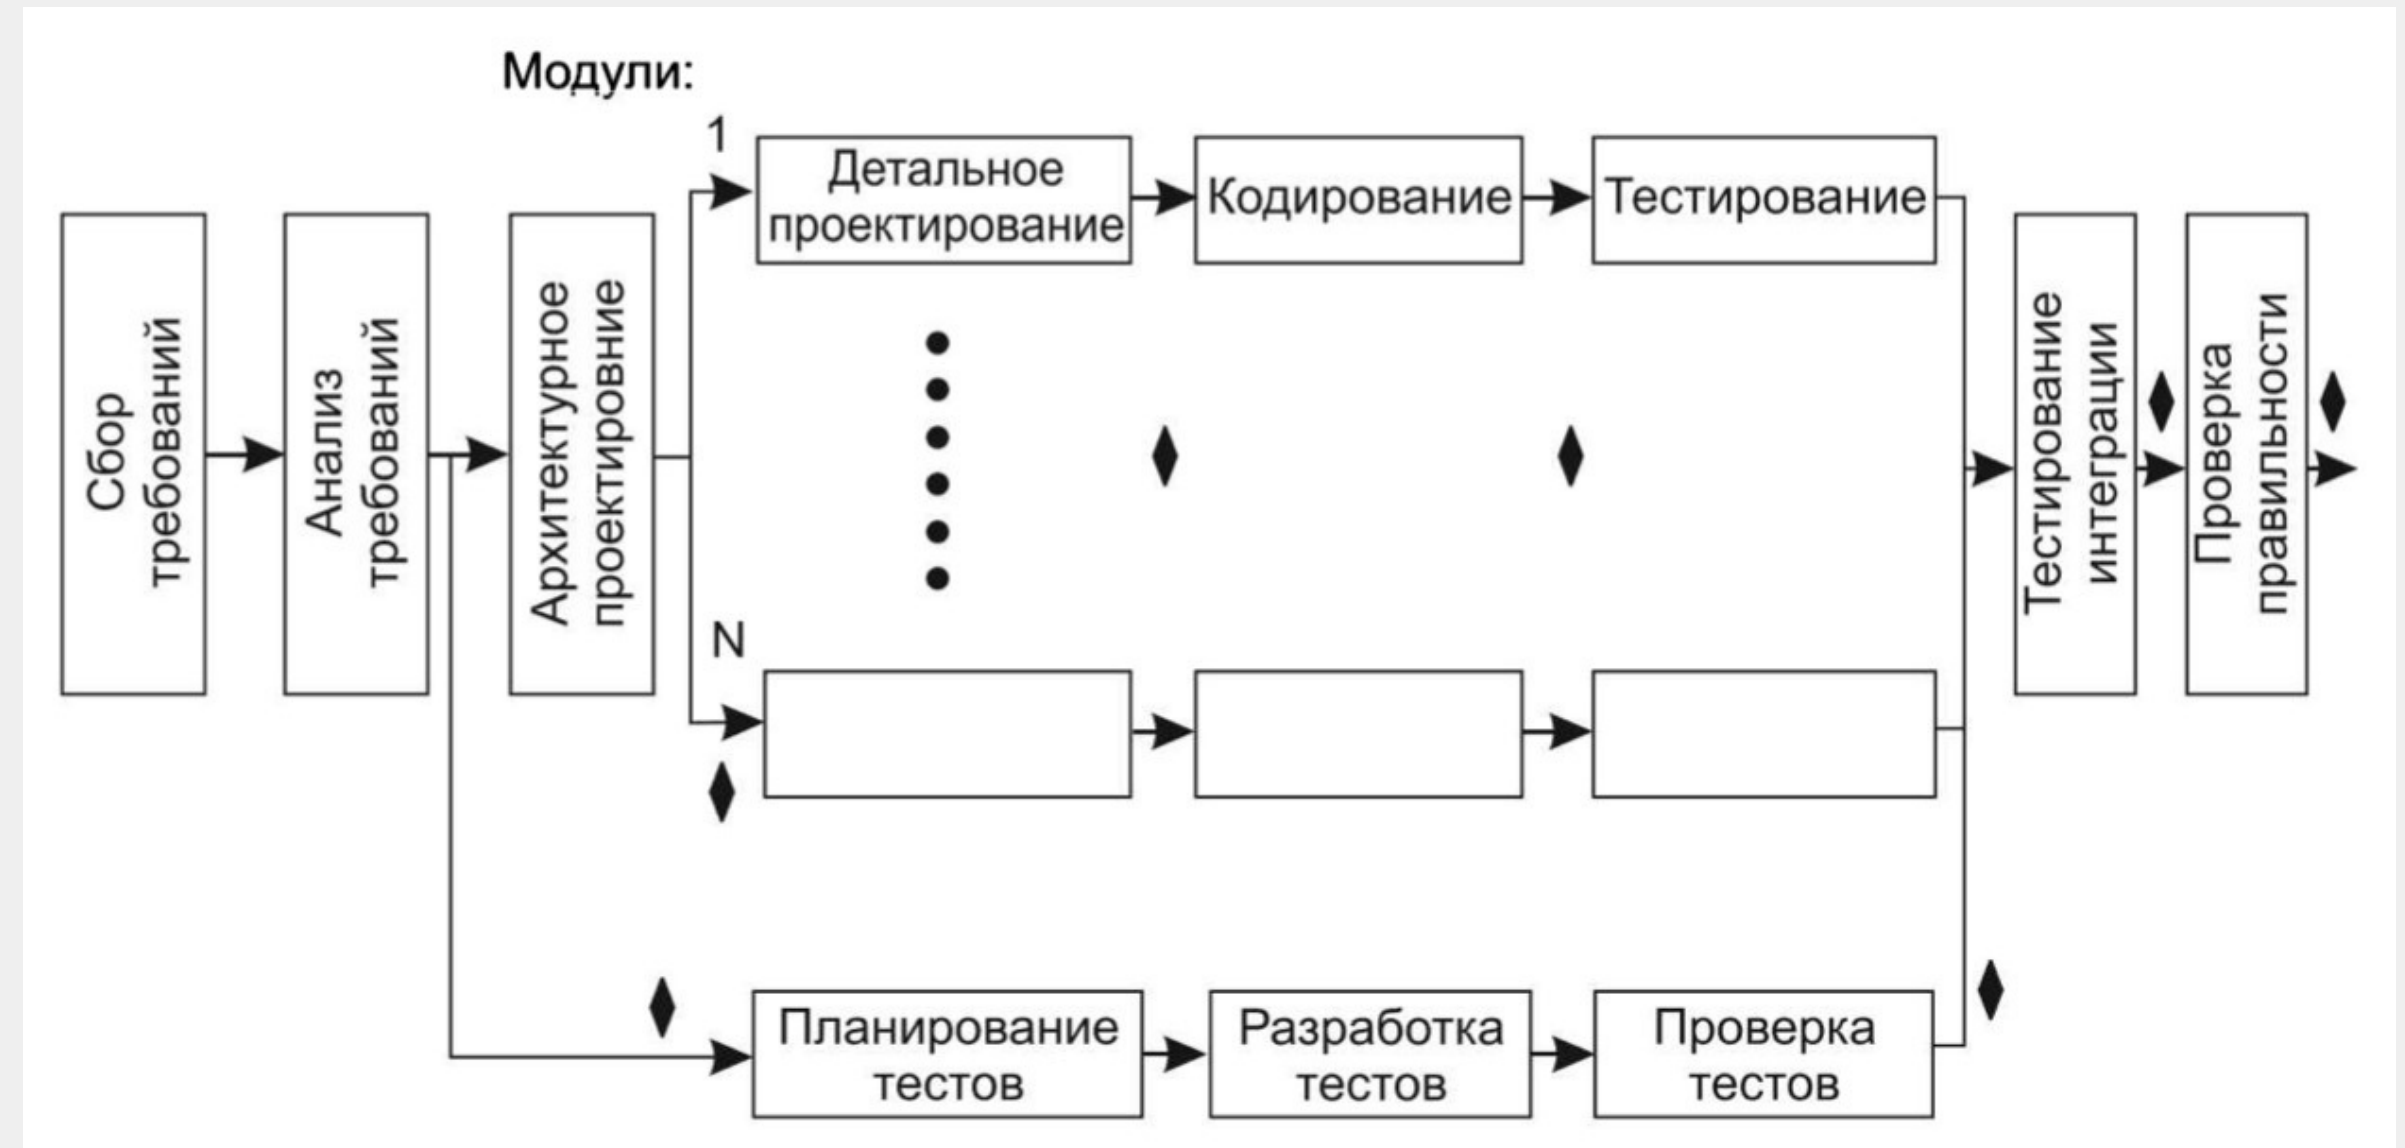 Модули:
1
Сбор
требований
Анализ
требований
Архитектурное
проектировние
Детальное
проектирование
Кодирование
Тестирование
N
Планирование
тестов
Разработка
тестов
Проверка
тестов
Тестирование
интеграции
Проверка
правильности